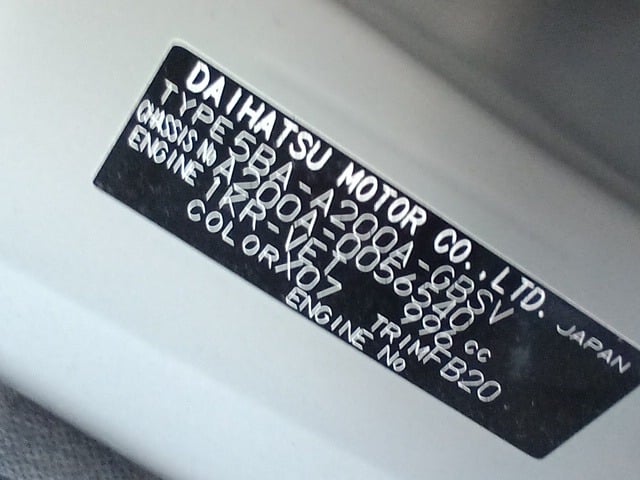 DAIHATSU MOTOR CO., LTD. JAPAN
TYPE 5BA-A200A-GBSV
CHASSIS No A200A-0056540
ENGINE 1KR-VET 996 cc
COLOR X07 TRIM FB20
ENGINE No